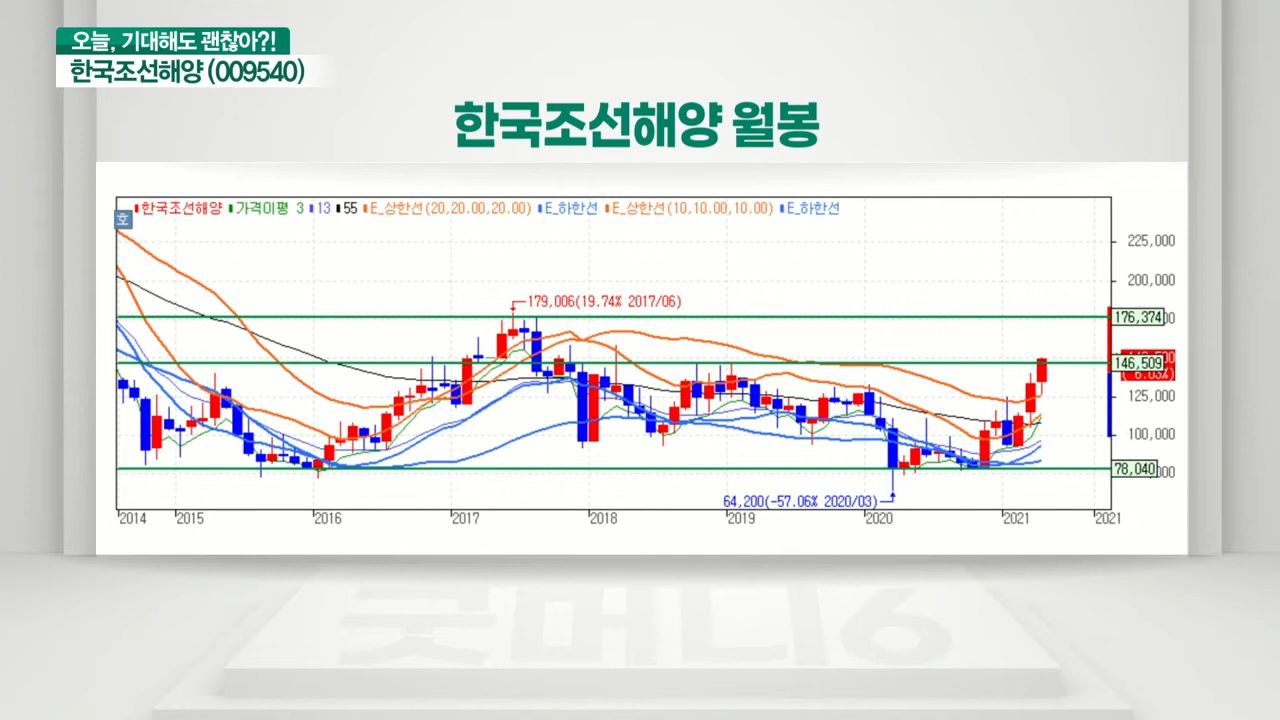 오늘, 기대해도 괜찮아?!
한국조선해양 (009540)
한국조선해양 월봉
호
한국조선해양 가격이평 3 13 55 E_상한선(20,20.00,20.00) E_하한선 E_상한선(10,10.00,10.00) E_하한선
225,000
200,000
179,006(19.74% 2017/06)
176,374
146,509
125,000
100,000
78,040
64,200(-57.06% 2020/03)
2014 2015 2016 2017 2018 2019 2020 2021 2021
굿머니6